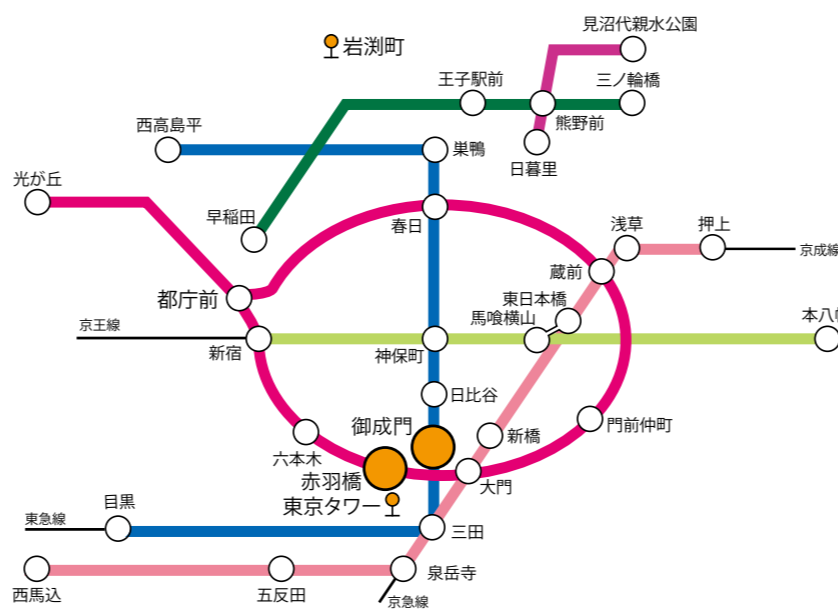 見沼代親水公園
岩渕町
王子駅前
三ノ輪橋
熊野前
西高島平
巣鴨
日暮里
光が丘
早稲田
春日
浅草
押上
京成線
蔵前
都庁前
東日本橋
馬喰横山
京王線
本八幡
新宿
神保町
日比谷
御成門
新橋
門前仲町
六本木
赤羽橋
大門
東京タワー
目黒
東急線
三田
泉岳寺
西馬込
五反田
京急線